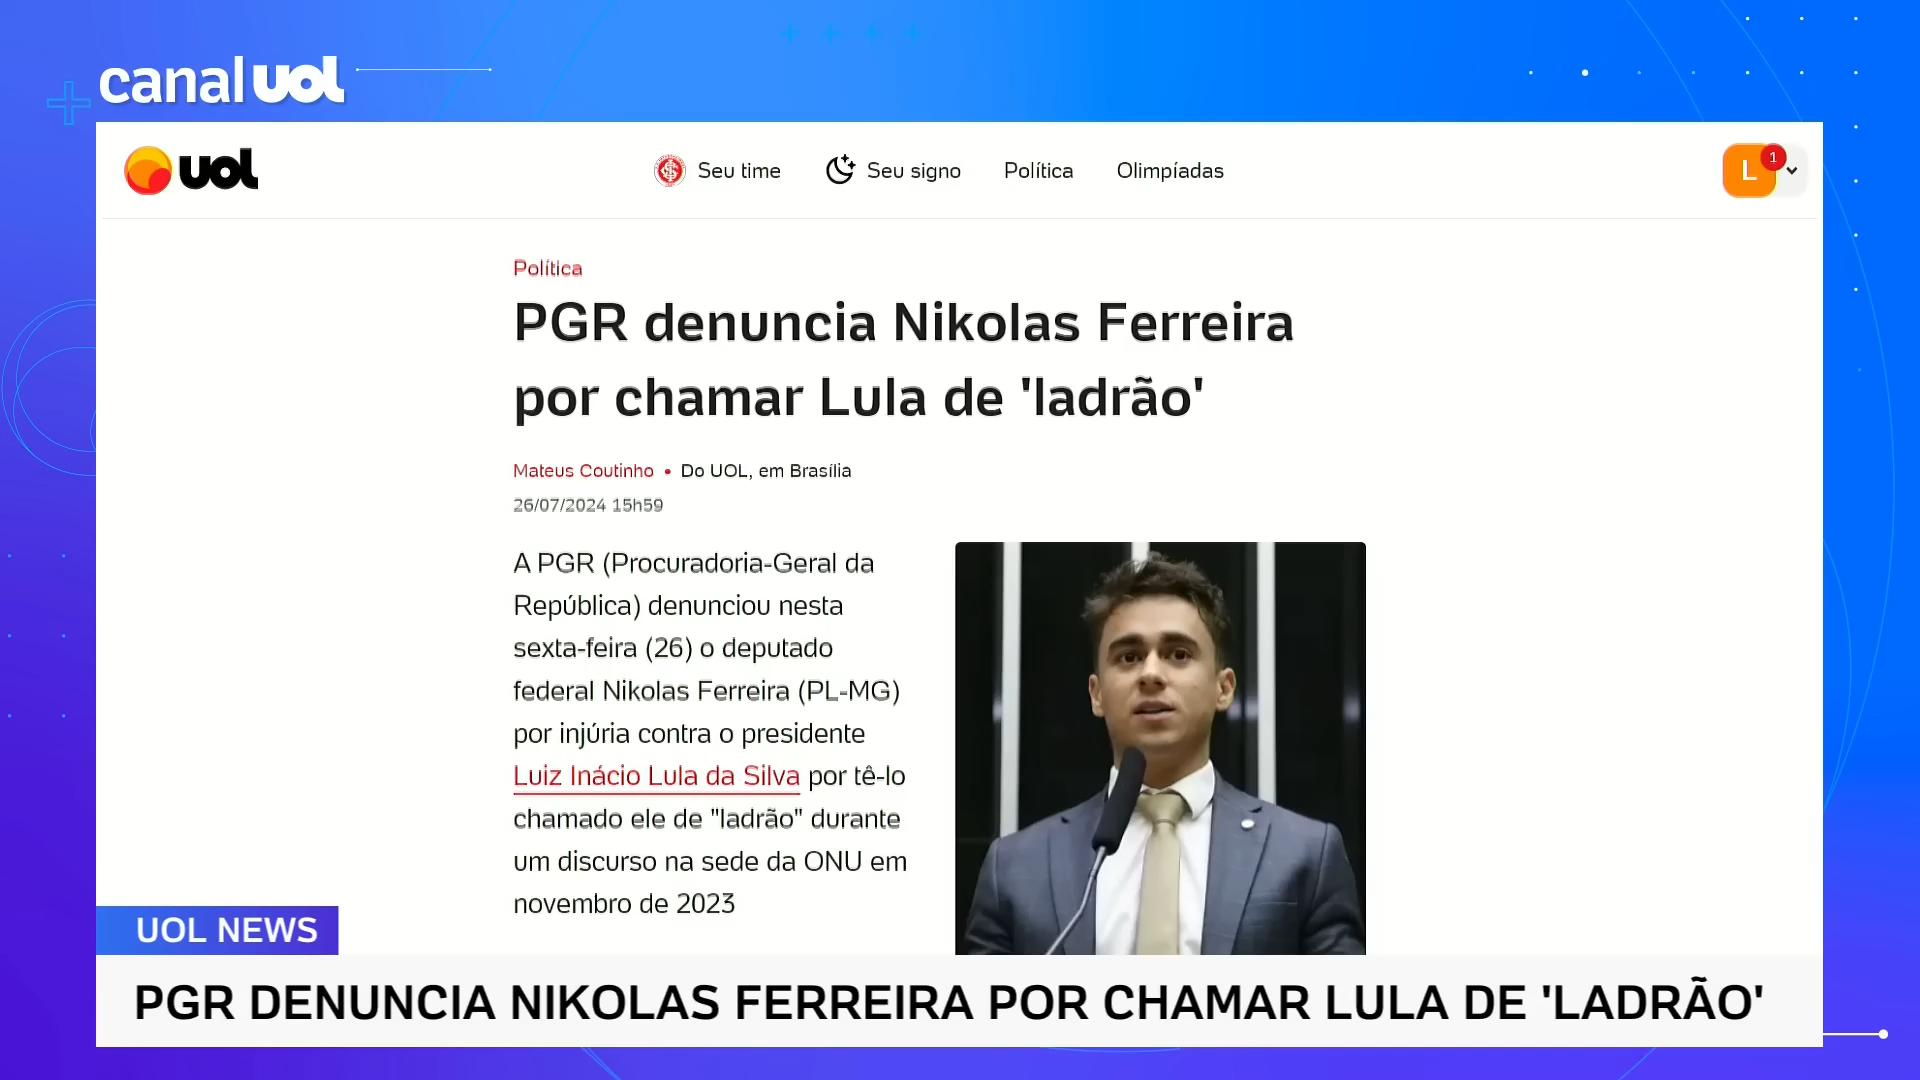 canal uol
uol
Seu time
Seu signo
Política
Olimpíadas
L
1
Política
PGR denuncia Nikolas Ferreira
por chamar Lula de 'ladrão'
Mateus Coutinho • Do UOL, em Brasília
26/07/2024 15h59
A PGR (Procuradoria-Geral da
República) denunciou nesta
sexta-feira (26) o deputado
federal Nikolas Ferreira (PL-MG)
por injúria contra o presidente
Luiz Inácio Lula da Silva por tê-lo
chamado ele de "ladrão" durante
um discurso na sede da ONU em
novembro de 2023
UOL NEWS
PGR DENUNCIA NIKOLAS FERREIRA POR CHAMAR LULA DE 'LADRÃO'